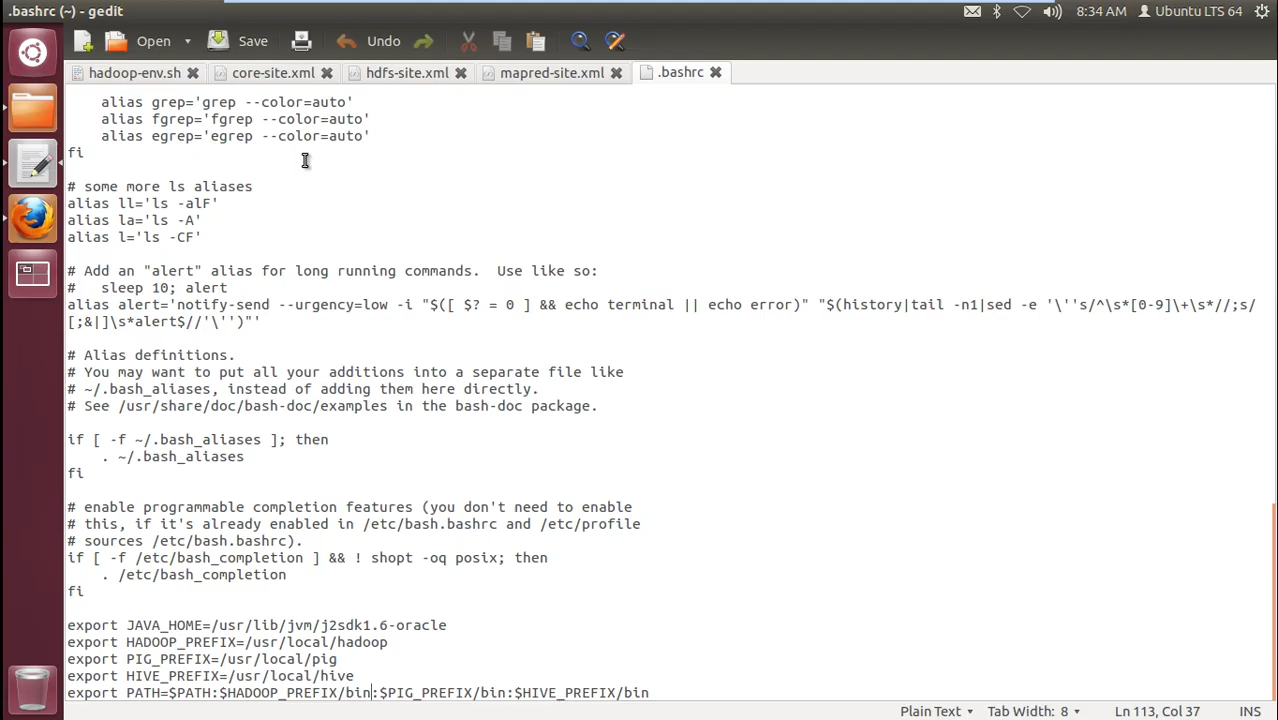 .bashrc (~) - gedit
8:34 AM Ubuntu LTS 64
Open Save Undo
hadoop-env.sh core-site.xml hdfs-site.xml mapred-site.xml .bashrc
alias grep='grep --color=auto'
alias fgrep='fgrep --color=auto'
alias egrep='egrep --color=auto'
fi
# some more ls aliases
alias ll='ls -alF'
alias la='ls -A'
alias l='ls -CF'
# Add an "alert" alias for long running commands.  Use like so:
#   sleep 10; alert
alias alert='notify-send --urgency=low -i "$([ $? = 0 ] && echo terminal || echo error)" "$(history|tail -n1|sed -e '\''s/^\s*[0-9]\+\s*//;s/
[;&|]\s*alert$//'\'')"'
# Alias definitions.
# You may want to put all your additions into a separate file like
# ~/.bash_aliases, instead of adding them here directly.
# See /usr/share/doc/bash-doc/examples in the bash-doc package.
if [ -f ~/.bash_aliases ]; then
. ~/.bash_aliases
fi
# enable programmable completion features (you don't need to enable
# this, if it's already enabled in /etc/bash.bashrc and /etc/profile
# sources /etc/bash.bashrc).
if [ -f /etc/bash_completion ] && ! shopt -oq posix; then
. /etc/bash_completion
fi
export JAVA_HOME=/usr/lib/jvm/j2sdk1.6-oracle
export HADOOP_PREFIX=/usr/local/hadoop
export PIG_PREFIX=/usr/local/pig
export HIVE_PREFIX=/usr/local/hive
export PATH=$PATH:$HADOOP_PREFIX/bin:$PIG_PREFIX/bin:$HIVE_PREFIX/bin
Plain Text Tab Width: 8 Ln 113, Col 37 INS